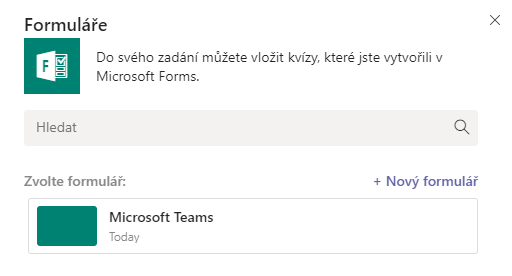 Formuláře
F
Do svého zadání můžete vložit kvízy, které jste vytvořili v
Microsoft Forms.
Hledat
Zvolte formulář:
+ Nový formulář
Microsoft Teams
Today